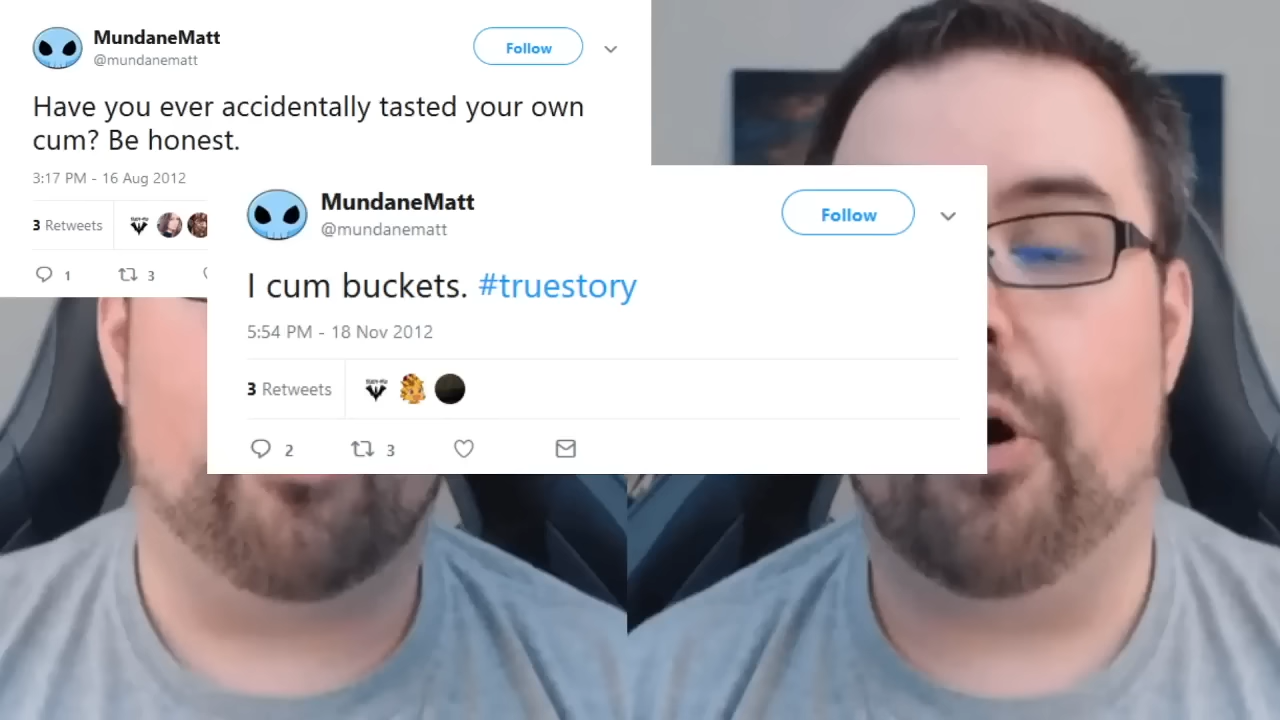 MundaneMatt
@mundanematt
Follow
Have you ever accidentally tasted your own
cum? Be honest.
3:17 PM - 16 Aug 2012
3 Retweets
1
3
MundaneMatt
@mundanematt
Follow
I cum buckets. #truestory
5:54 PM - 18 Nov 2012
3 Retweets
2
3